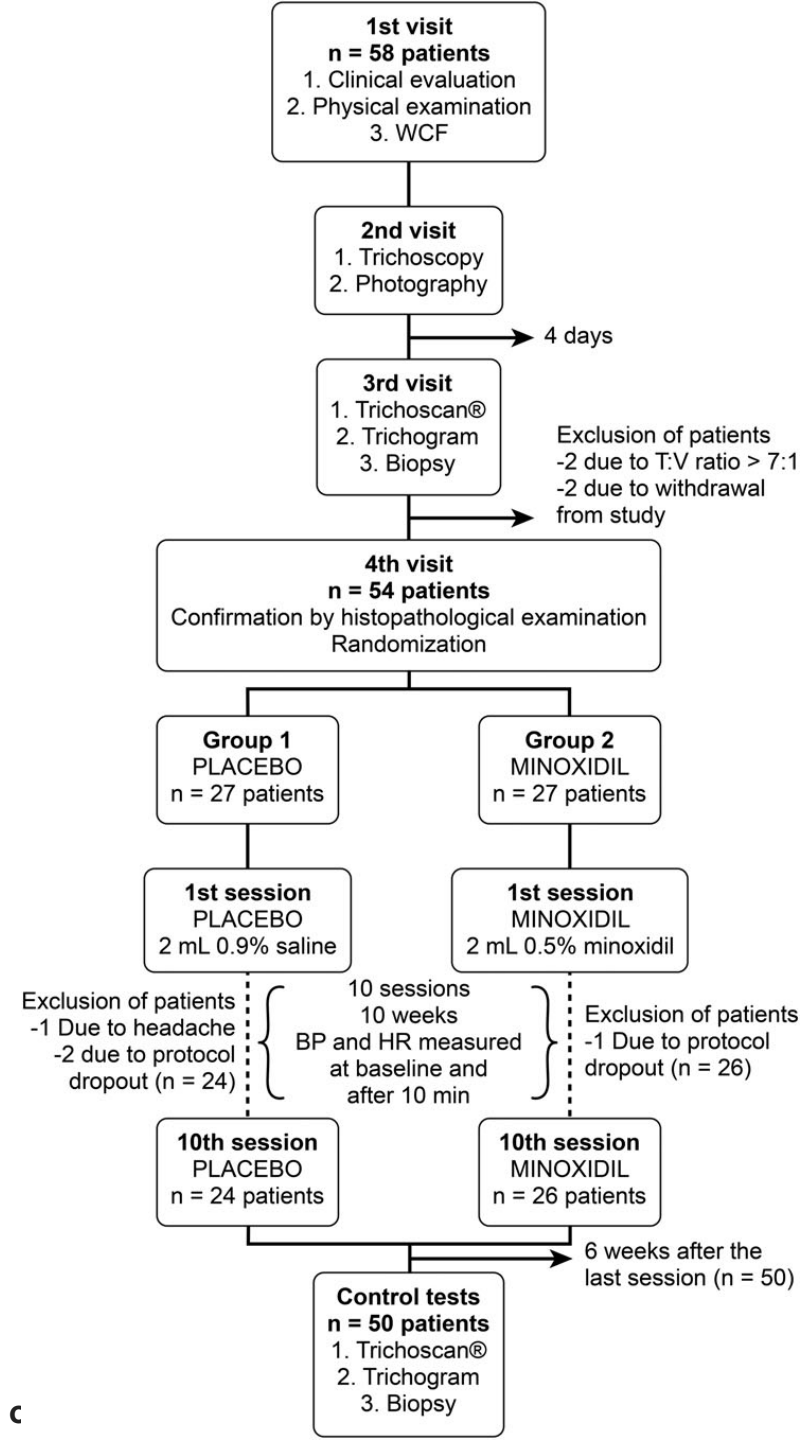 1st visit
n = 58 patients
1. Clinical evaluation
2. Physical examination
3. WCF
2nd visit
1. Trichoscopy
2. Photography
4 days
3rd visit
1. Trichoscan®
2. Trichogram
3. Biopsy
Exclusion of patients
-2 due to T:V ratio > 7:1
-2 due to withdrawal
from study
4th visit
n = 54 patients
Confirmation by histopathological examination
Randomization
Group 1
PLACEBO
n = 27 patients
Group 2
MINOXIDIL
n = 27 patients
1st session
PLACEBO
2 mL 0.9% saline
1st session
MINOXIDIL
2 mL 0.5% minoxidil
Exclusion of patients
-1 Due to headache
-2 due to protocol
dropout (n = 24)
10 sessions
10 weeks
BP and HR measured
at baseline and
after 10 min
Exclusion of patients
-1 Due to protocol
dropout (n = 26)
10th session
PLACEBO
n = 24 patients
10th session
MINOXIDIL
n = 26 patients
6 weeks after the
last session (n = 50)
Control tests
n = 50 patients
1. Trichoscan®
2. Trichogram
3. Biopsy